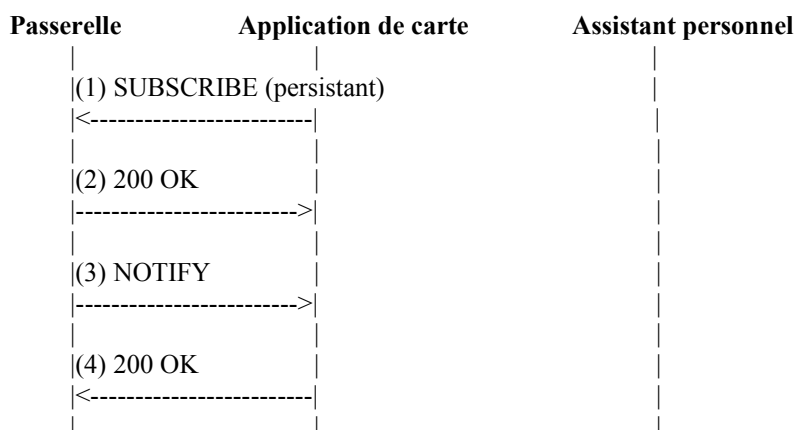 Passerelle Application de carte Assistant personnel
| | |
|(1) SUBSCRIBE (persistant) |
|<-------------------------| |
| | |
|(2) 200 OK | |
|------------------------->| |
| | |
|(3) NOTIFY | |
|------------------------->| |
| | |
|(4) 200 OK | |
|<-------------------------| |
| | |